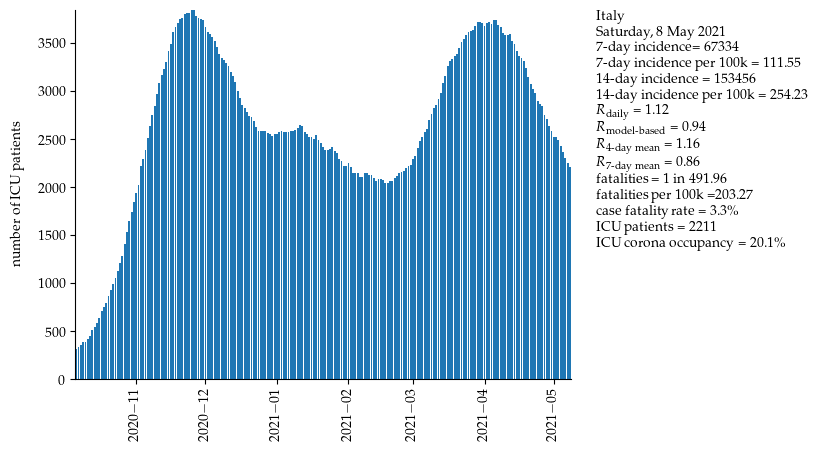 number of ICU patients
3500
3000
2500
2000
1500
1000
500
0
2020−11
2020−12
2021−01
2021−02
2021−03
2021−04
2021−05
Italy
Saturday, 8 May 2021
7-day incidence= 67334
7-day incidence per 100k = 111.55
14-day incidence = 153456
14-day incidence per 100k = 254.23
R daily = 1.12
R model-based = 0.94
R 4-day mean = 1.16
R 7-day mean = 0.86
fatalities = 1 in 491.96
fatalities per 100k =203.27
case fatality rate = 3.3%
ICU patients = 2211
ICU corona occupancy = 20.1%